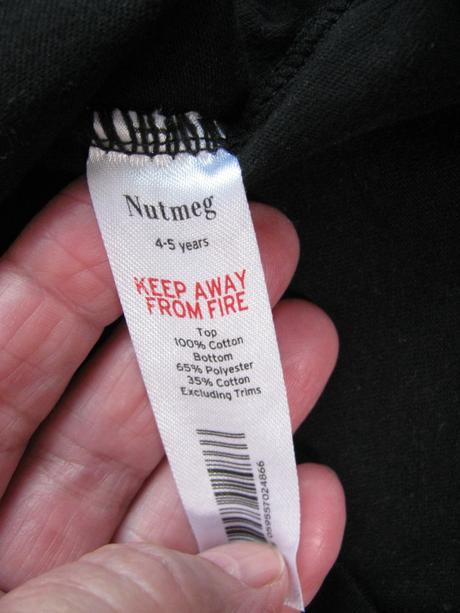 Nutmeg
4-5 years
KEEP AWAY
FROM FIRE
Top
100% Cotton
Bottom
65% Polyester
35% Cotton
Excluding Trims